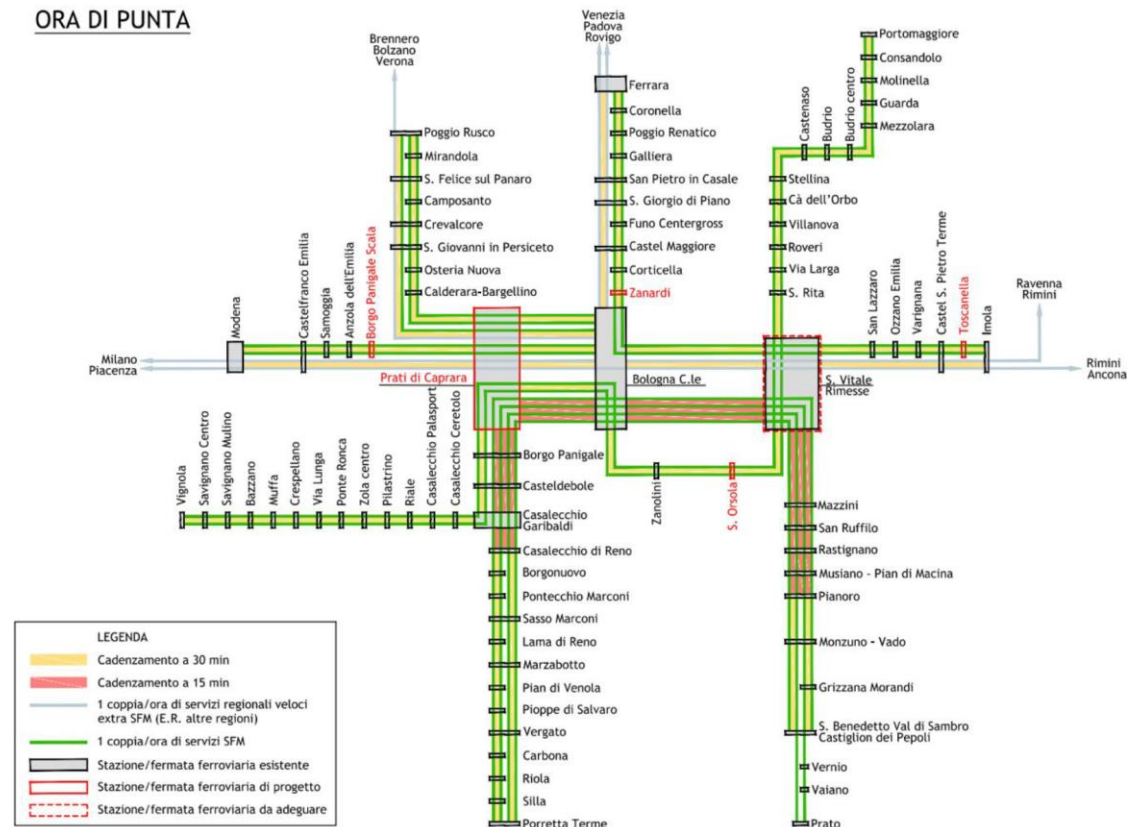 ORA DI PUNTA
Brennero
Bolzano
Verona
Venezia
Padova
Rovigo
Poggio Rusco
Mirandola
S. Felice sul Panaro
Camposanto
Crevalcore
S. Giovanni in Persiceto
Osteria Nuova
Calderara-Bargellino
Ferrara
Coronella
Poggio Renatico
Galliera
San Pietro in Casale
S. Giorgio di Piano
Funo Centergross
Castel Maggiore
Corticella
Zanardi
Portomaggiore
Consandolo
Molinella
Guarda
Mezzolara
Budrio centro
Budrio
Castenaso
Stellina
Cà dell'Orbo
Villanova
Roveri
Via Larga
S. Rita
Milano
Piacenza
Modena
Castelfranco Emilia
Samoggia
Anzola dell'Emilia
Borgo Panigale Scala
Prati di Caprara
Bologna C.le
S. Vitale
Rimesse
San Lazzaro
Ozzano Emilia
Varignana
Castel S. Pietro Terme
Toscanella
Imola
Ravenna
Rimini
Rimini
Ancona
Vignola
Savignano Centro
Savignano Mulino
Bazzano
Muffa
Crespellano
Via Lunga
Ponte Ronca
Zola centro
Pilastrino
Riale
Casalecchio Palasport
Casalecchio Ceretolo
Borgo Panigale
Casteldebole
Casalecchio
Garibaldi
Casalecchio di Reno
Borgonuovo
Pontecchio Marconi
Sasso Marconi
Lama di Reno
Marzabotto
Pian di Venola
Pioppe di Salvaro
Vergato
Carbona
Riola
Silla
Porretta Terme
Zanolini
S. Orsola
Mazzini
San Ruffilo
Rastignano
Musiano - Pian di Macina
Pianoro
Monzuno - Vado
Grizzana Morandi
S. Benedetto Val di Sambro
Castiglion dei Pepoli
Vernio
Vaiano
Prato
LEGENDA
Cadenzamento a 30 min
Cadenzamento a 15 min
1 coppia/ora di servizi regionali veloci
extra SFM (E.R. altre regioni)
1 coppia/ora di servizi SFM
Stazione/fermata ferroviaria esistente
Stazione/fermata ferroviaria di progetto
Stazione/fermata ferroviaria da adeguare